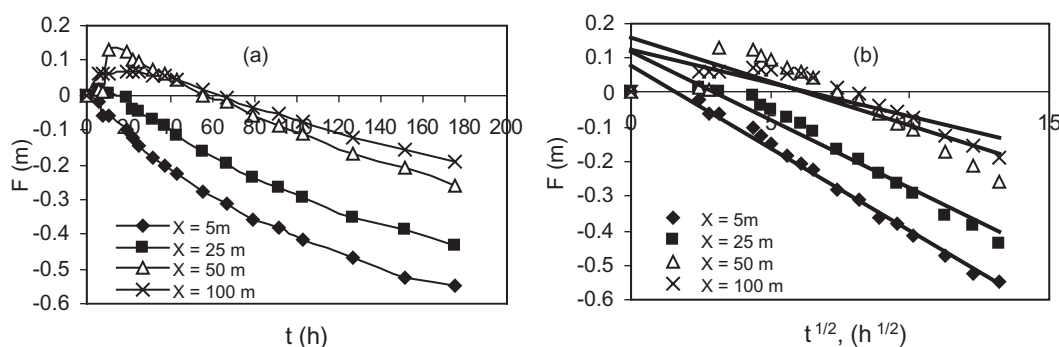 0.2
0.1
0
-0.1
-0.2
-0.3
-0.4
-0.5
-0.6
F (m)
(a)
0 20 40 60 80 100 120 140 160 180 200
X = 5m
X = 25 m
X = 50 m
X = 100 m
t (h)
0.2
0.1
0
-0.1
-0.2
-0.3
-0.4
-0.5
-0.6
F (m)
(b)
0 5 15
X = 5m
X = 25 m
X = 50 m
X = 100 m
t^1/2, (h^1/2)